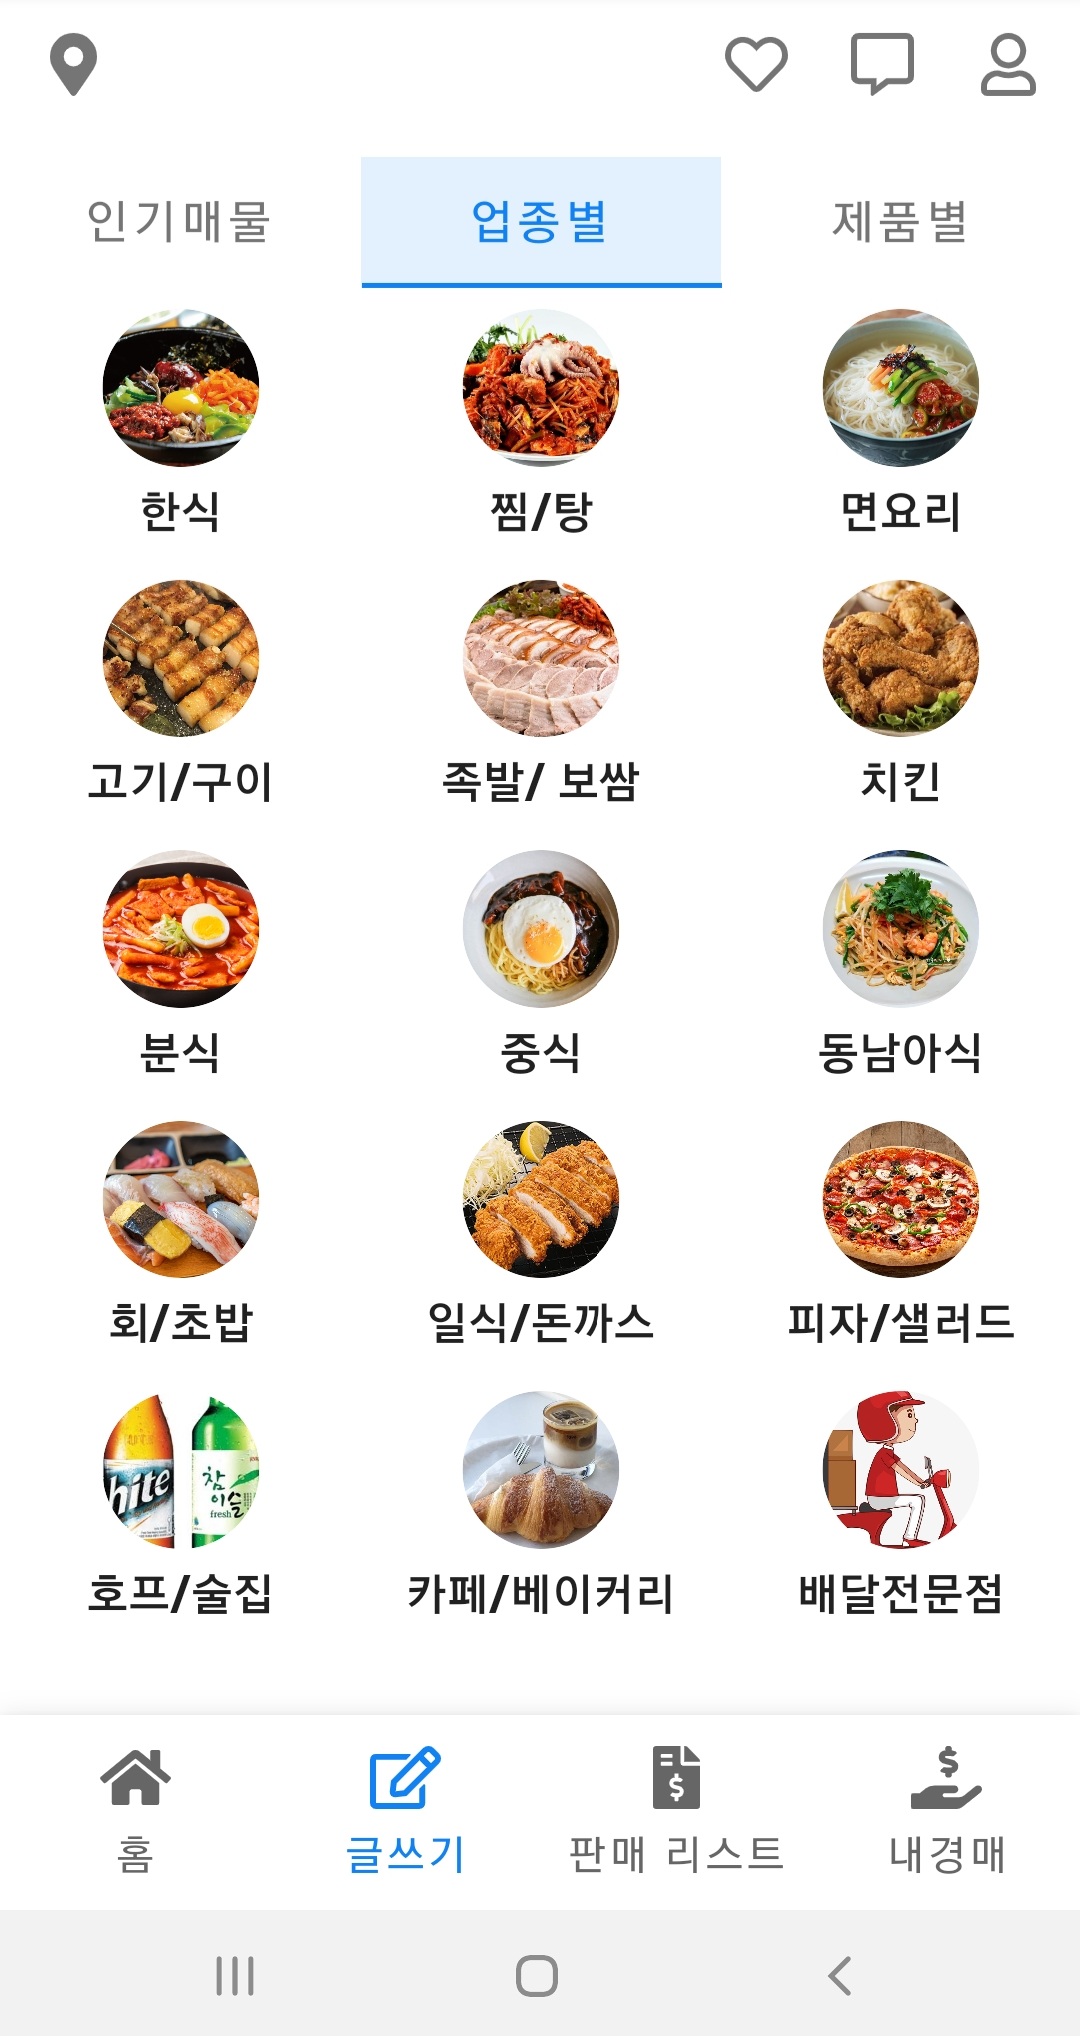 인기매물 업종별 제품별
한식 찜/탕 면요리
고기/구이 족발/ 보쌈 치킨
분식 중식 동남아식
회/초밥 일식/돈까스 피자/샐러드
hite 참이슬 fresh
호프/술집 카페/베이커리 배달전문점
홈 글쓰기 판매 리스트 내경매